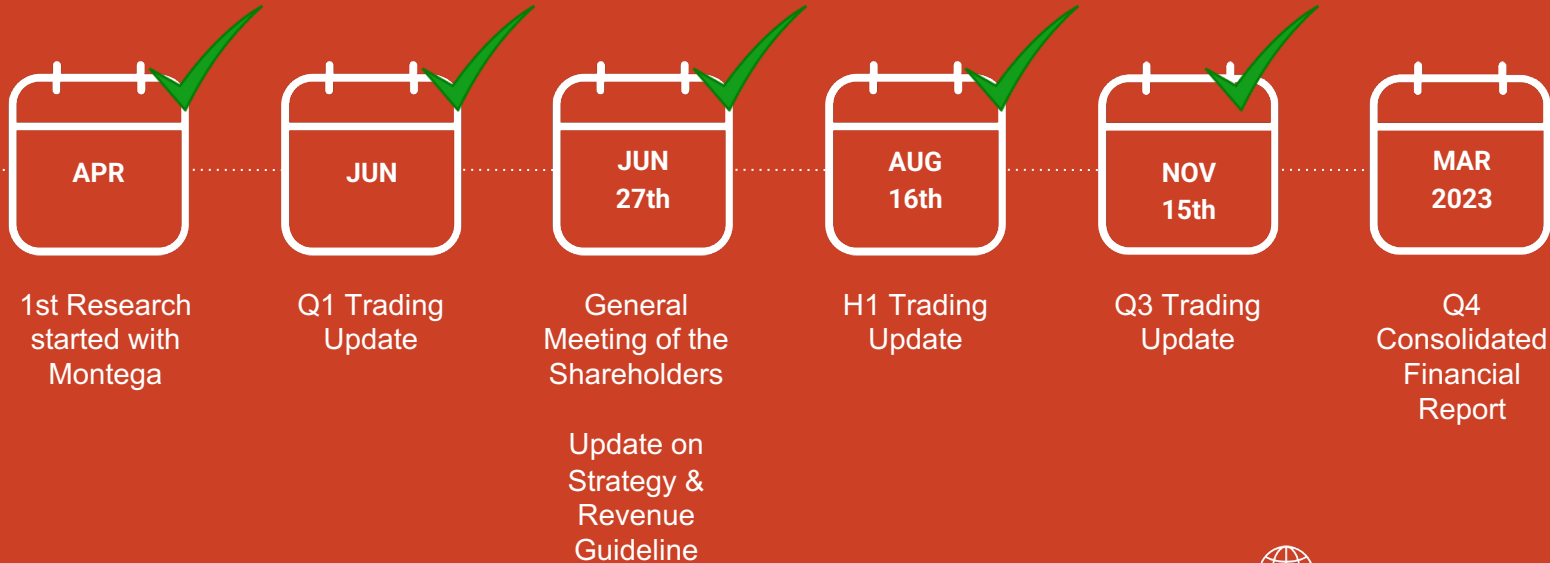 APR
JUN
JUN
27th
AUG
16th
NOV
15th
MAR
2023
1st Research
started with
Montega
Q1 Trading
Update
General
Meeting of the
Shareholders
Update on
Strategy &
Revenue
Guideline
H1 Trading
Update
Q3 Trading
Update
Q4
Consolidated
Financial
Report